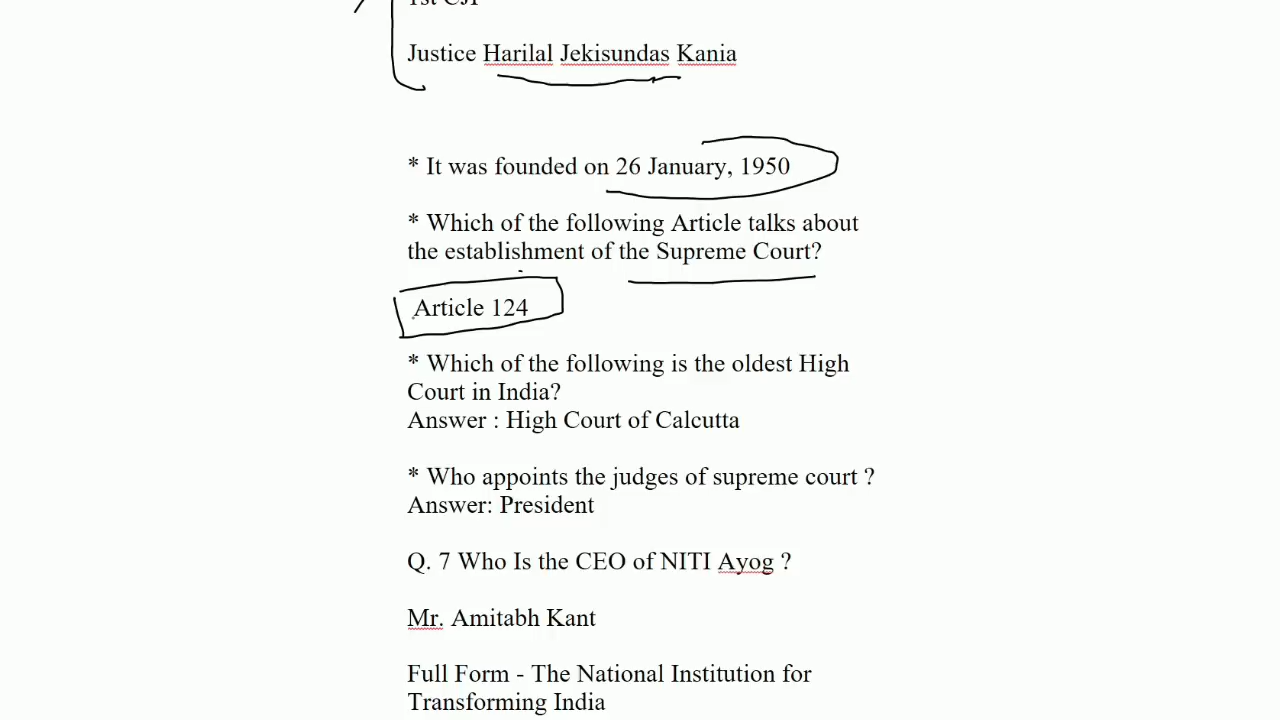 1st CJI
Justice Harilal Jekisundas Kania
* It was founded on 26 January, 1950
* Which of the following Article talks about
the establishment of the Supreme Court?
Article 124
* Which of the following is the oldest High
Court in India?
Answer : High Court of Calcutta
* Who appoints the judges of supreme court ?
Answer: President
Q. 7 Who Is the CEO of NITI Ayog ?
Mr. Amitabh Kant
Full Form - The National Institution for
Transforming India